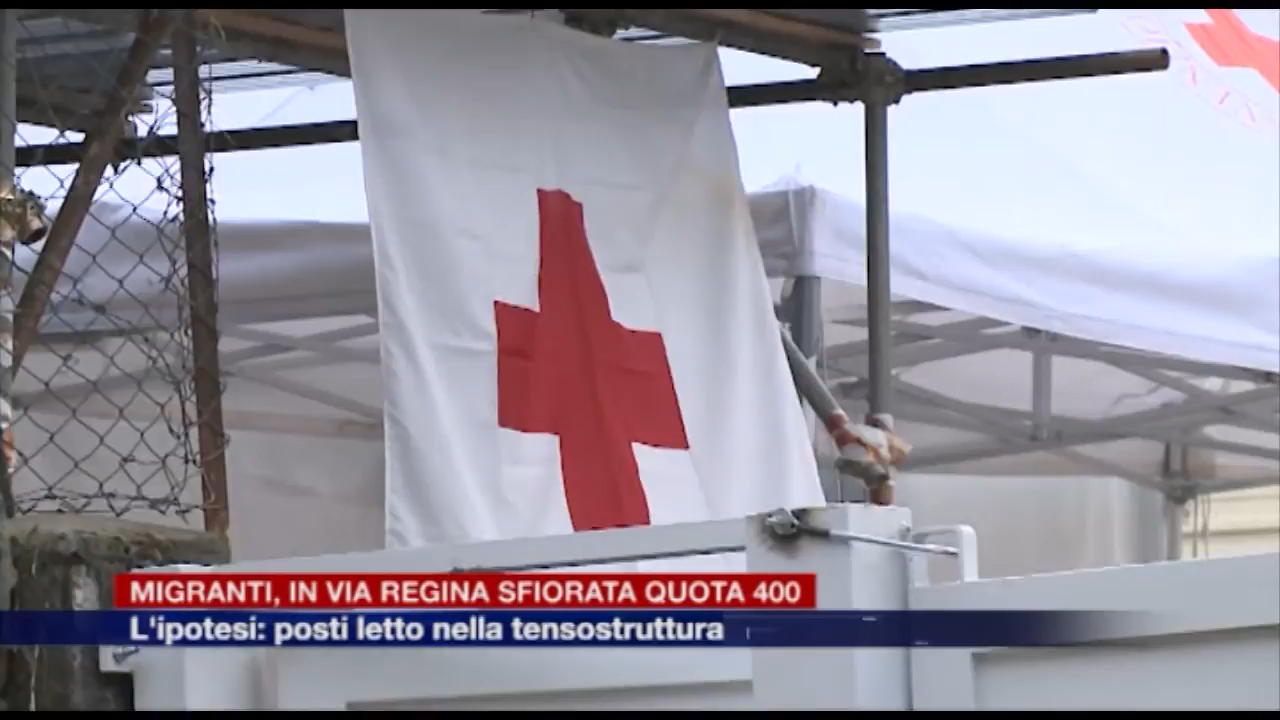 MIGRANTI, IN VIA REGINA SFIORATA QUOTA 400
L'ipotesi: posti letto nella tensostruttura